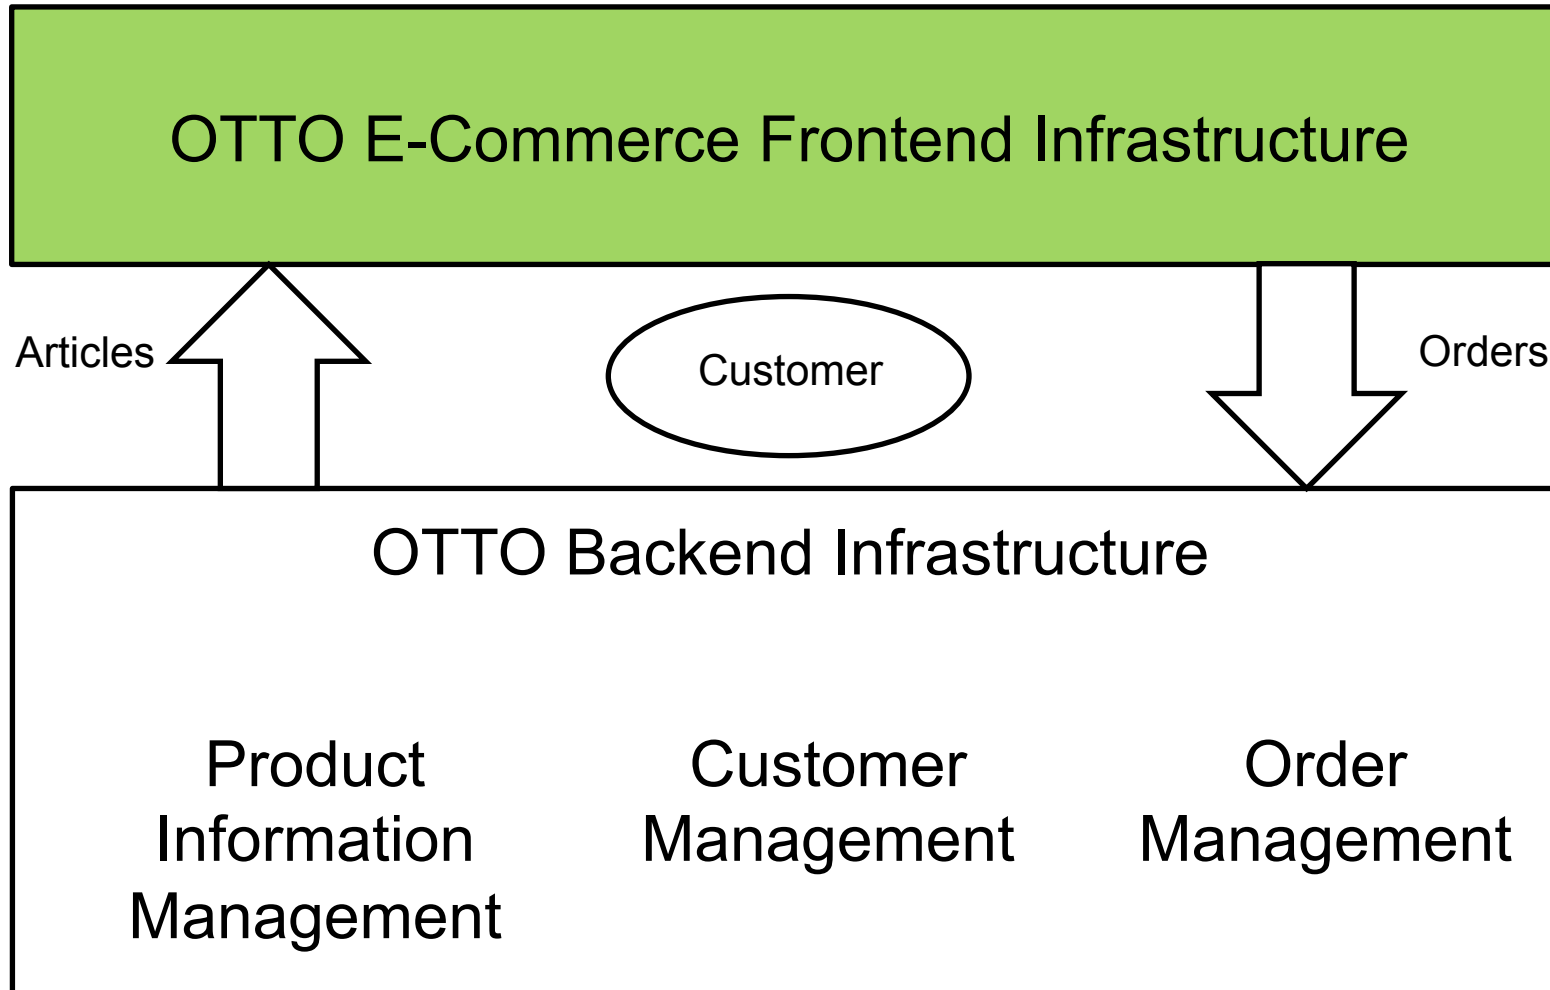 OTTO E-Commerce Frontend Infrastructure
Articles
Customer
Orders
OTTO Backend Infrastructure
Product
Information
Management
Customer
Management
Order
Management